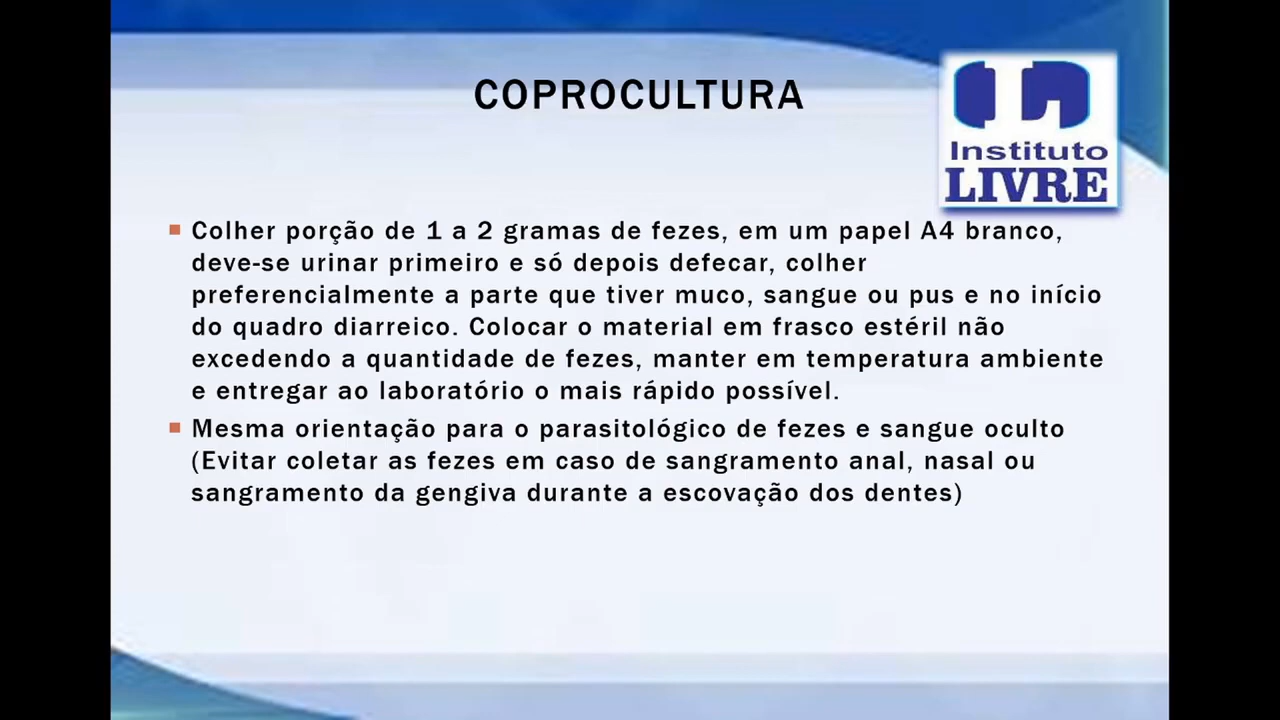 COPROCULTURA
Instituto
LIVRE
Colher porção de 1 a 2 gramas de fezes, em um papel A4 branco,
deve-se urinar primeiro e só depois defecar, colher
preferencialmente a parte que tiver muco, sangue ou pus e no início
do quadro diarreico. Colocar o material em frasco estéril não
excedendo a quantidade de fezes, manter em temperatura ambiente
e entregar ao laboratório o mais rápido possível.
Mesma orientação para o parasitológico de fezes e sangue oculto
(Evitar coletar as fezes em caso de sangramento anal, nasal ou
sangramento da gengiva durante a escovação dos dentes)